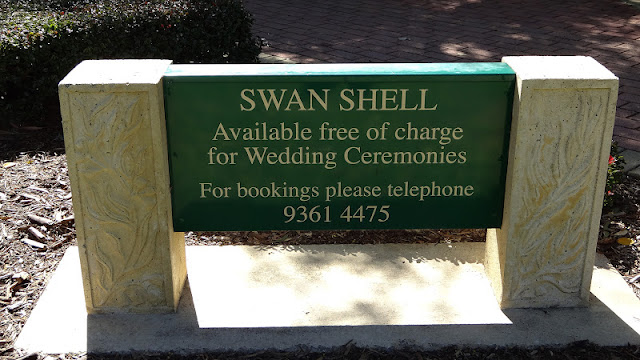 SWAN SHELL
Available free of charge
for Wedding Ceremonies
For bookings please telephone
9361 4475